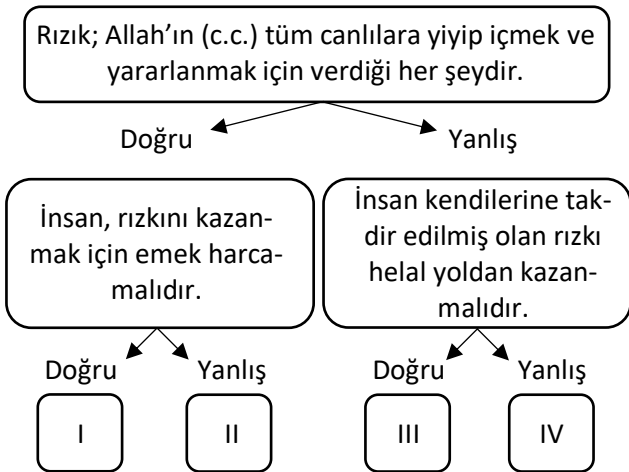 Rızık; Allah’ın (c.c.) tüm canlılara yiyip içmek ve
yararlanmak için verdiği her şeydir.
Doğru
Yanlış
İnsan, rızkını kazan-
mak için emek harca-
malıdır.
İnsan kendilerine tak-
dir edilmiş olan rızkı
helal yoldan kazan-
malıdır.
Doğru
Yanlış
Doğru
Yanlış
I
II
III
IV